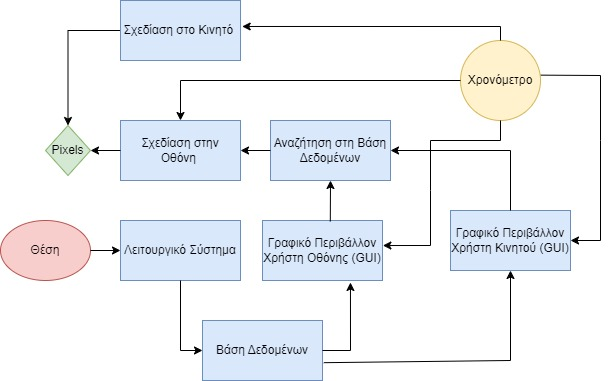 Σχεδίαση στο Κινητό
Χρονόμετρο
Pixels
Σχεδίαση στην
Οθόνη
Αναζήτηση στη Βάση
Δεδομένων
Θέση
Λειτουργικό Σύστημα
Γραφικό Περιβάλλον
Χρήστη Οθόνης (GUI)
Γραφικό Περιβάλλον
Χρήστη Κινητού (GUI)
Βάση Δεδομένων